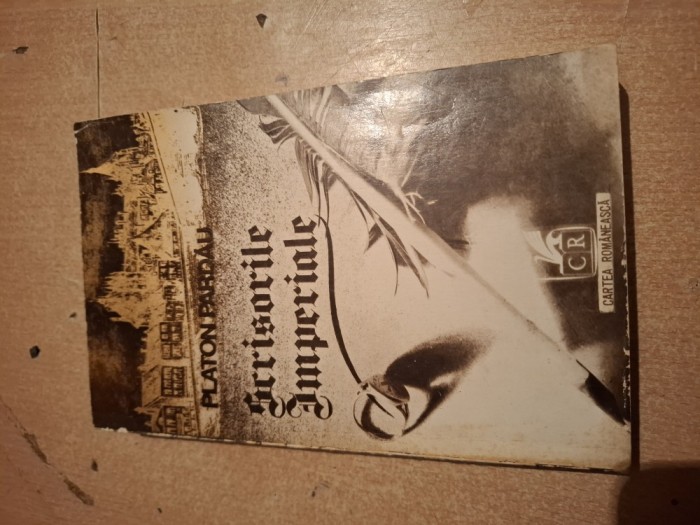 PLATON PARDĂU
Scrisorile
Imperiale
CR
CARTEA ROMÂNEASCĂ